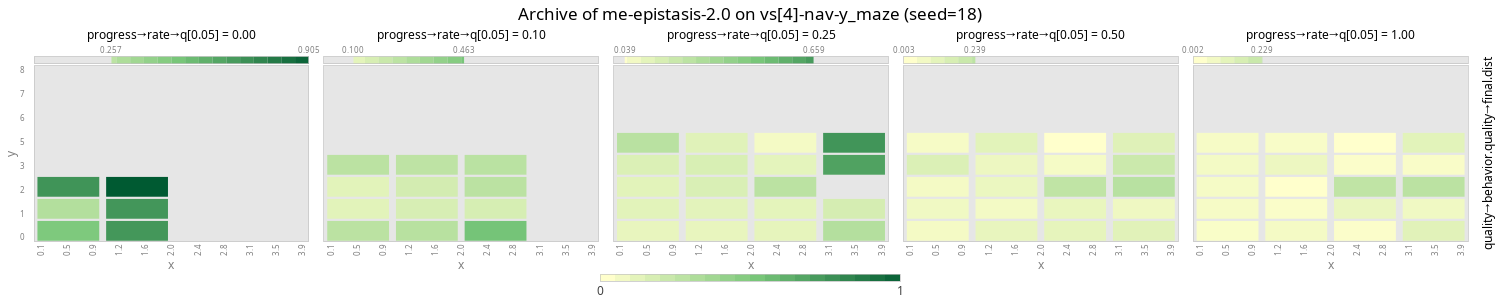 Archive of me-epistasis-2.0 on vs[4]-nav-y_maze (seed=18)
progress→rate→q[0.05] = 0.00
progress→rate→q[0.05] = 0.10
progress→rate→q[0.05] = 0.25
progress→rate→q[0.05] = 0.50
progress→rate→q[0.05] = 1.00
0.257 0.905
0.100 0.463
0.039 0.659
0.003 0.239
0.002 0.229
8
7
6
5
3
2
1
0
y
0.1 0.5 0.9 1.2 1.6 2.0 2.4 2.8 3.1 3.5 3.9
x
0.1 0.5 0.9 1.2 1.6 2.0 2.4 2.8 3.1 3.5 3.9
x
0.1 0.5 0.9 1.2 1.6 2.0 2.4 2.8 3.1 3.5 3.9
x
0.1 0.5 0.9 1.2 1.6 2.0 2.4 2.8 3.1 3.5 3.9
x
0.1 0.5 0.9 1.2 1.6 2.0 2.4 2.8 3.1 3.5 3.9
x
quality→behavior.quality→final.dist
0 1